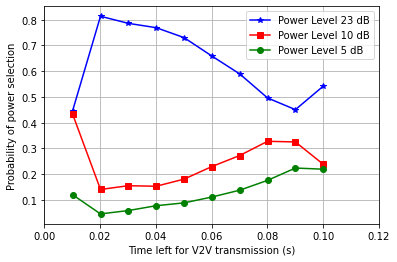 Power Level 23 dB
Power Level 10 dB
Power Level 5 dB
Probability of power selection
0.8
0.7
0.6
0.5
0.4
0.3
0.2
0.1
0.00 0.02 0.04 0.06 0.08 0.10 0.12
Time left for V2V transmission (s)